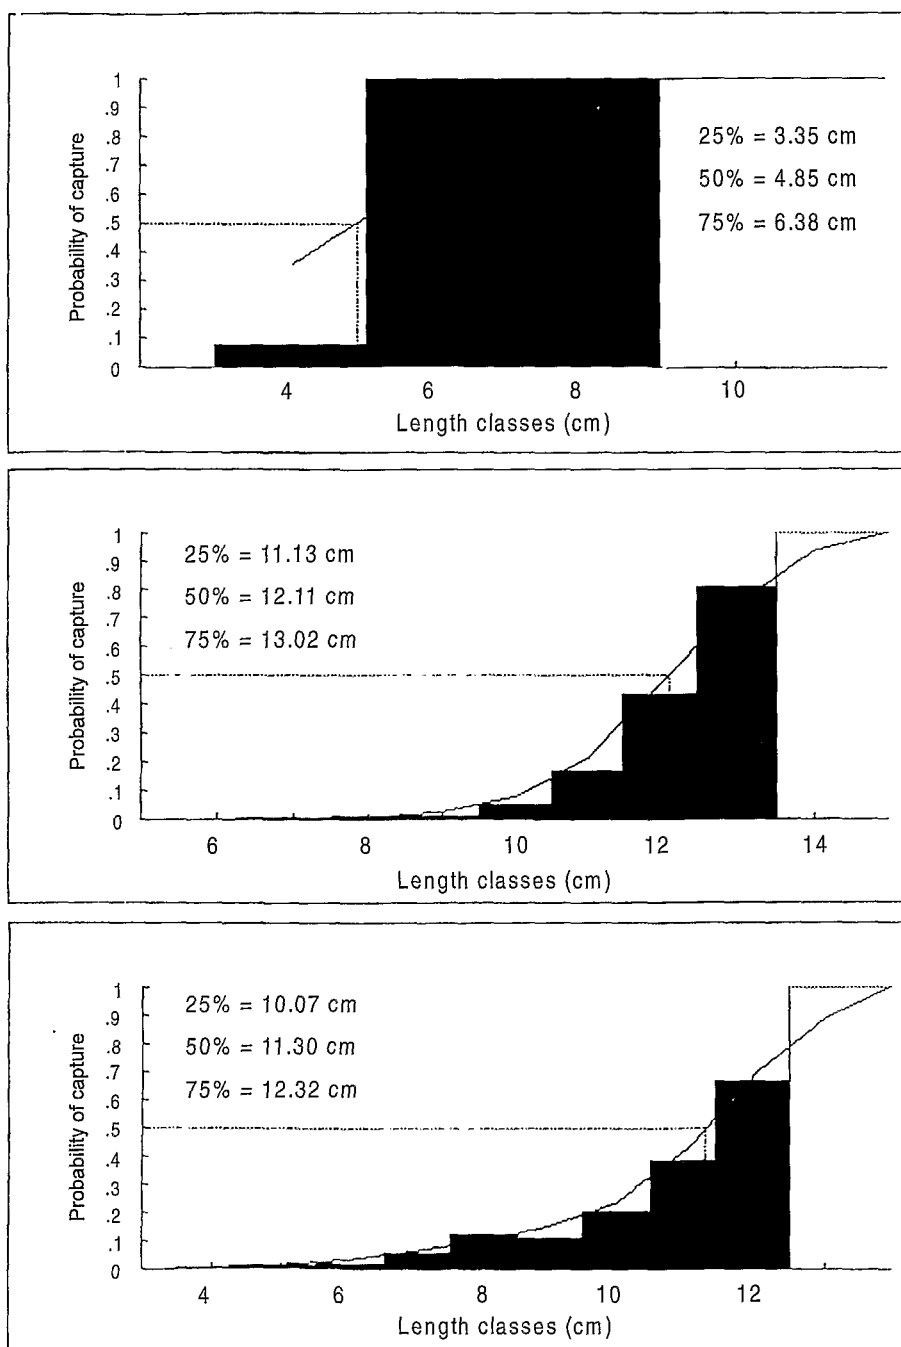 Probability of capture
1
.9
.8
.7
.6
.5
.4
.3
.2
.1
0
25% = 3.35 cm
50% = 4.85 cm
75% = 6.38 cm
4 6 8 10
Length classes (cm)
Probability of capture
1
.9
.8
.7
.6
.5
.4
.3
.2
.1
0
25% = 11.13 cm
50% = 12.11 cm
75% = 13.02 cm
6 8 10 12 14
Length classes (cm)
Probability of capture
1
.9
.8
.7
.6
.5
.4
.3
.2
.1
0
25% = 10.07 cm
50% = 11.30 cm
75% = 12.32 cm
4 6 8 10 12
Length classes (cm)